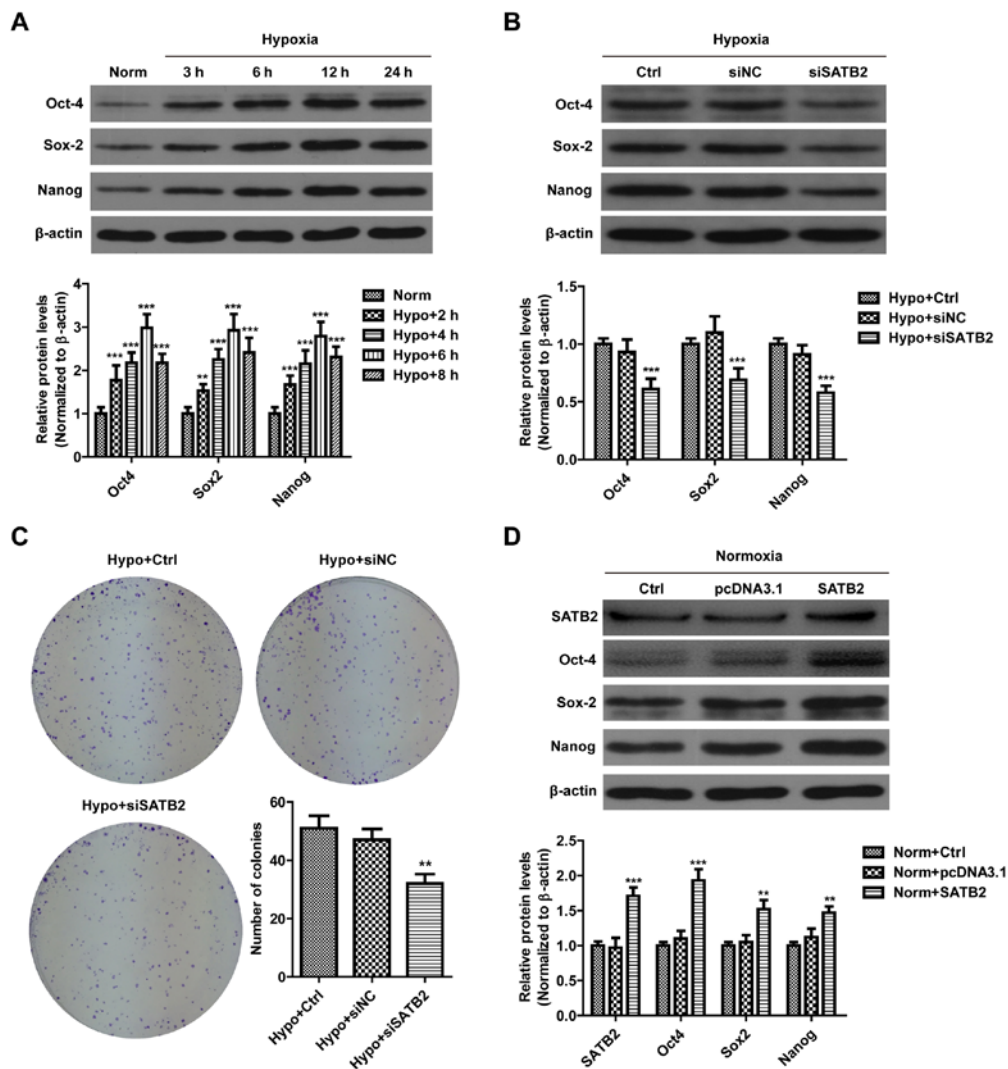 A
Hypoxia
Norm 3 h 6 h 12 h 24 h
Oct-4
Sox-2
Nanog
β-actin
Relative protein levels
(Normalized to β-actin)
4
3
2
1
0
*** *** *** ***
** *** *** ***
*** *** *** ***
Oct4 Sox2 Nanog
Norm
Hypo+2 h
Hypo+4 h
Hypo+6 h
Hypo+8 h
B
Hypoxia
Ctrl siNC siSATB2
Oct-4
Sox-2
Nanog
β-actin
Relative protein levels
(Normalized to β-actin)
1.5
1.0
0.5
0.0
*** *** ***
Oct4 Sox2 Nanog
Hypo+Ctrl
Hypo+siNC
Hypo+siSATB2
C
Hypo+Ctrl Hypo+siNC
Hypo+siSATB2
Number of colonies
60
40
20
0
**
Hypo+Ctrl Hypo+siNC Hypo+siSATB2
D
Normoxia
Ctrl pcDNA3.1 SATB2
SATB2
Oct-4
Sox-2
Nanog
β-actin
Relative protein levels
(Normalized to β-actin)
2.5
2.0
1.5
1.0
0.5
0.0
*** *** ** **
SATB2 Oct4 Sox2 Nanog
Norm+Ctrl
Norm+pcDNA3.1
Norm+SATB2